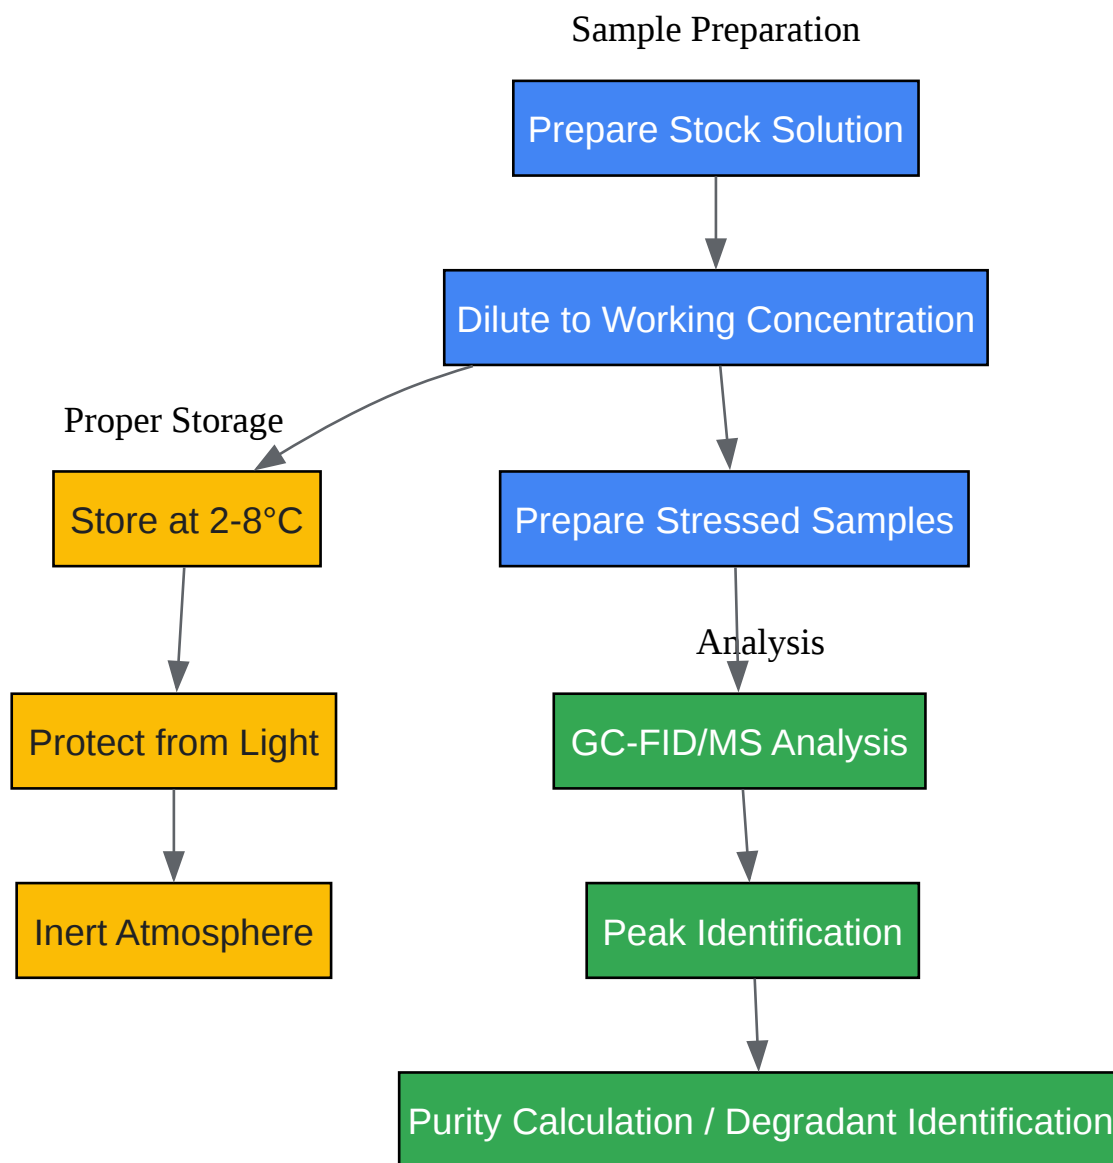 Sample Preparation
Prepare Stock Solution
Dilute to Working Concentration
Proper Storage
Store at 2-8°C
Prepare Stressed Samples
Analysis
Protect from Light
GC-FID/MS Analysis
Inert Atmosphere
Peak Identification
Purity Calculation / Degradant Identification